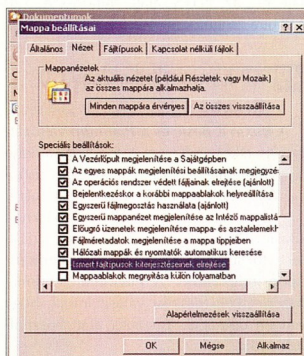 Dokumentumok
Mappa beállításai
Általános
Nézet
Fájltípusok
Kapcsolat nélküli fájlok
Mappanézetek
Az aktuális nézetet (például Részletek vagy Mozaik)
az összes mappára alkalmazhatja.
Minden mappára érvényes
Az összes visszaállítása
Speciális beállítások:
A Vezérlőpult megjelenítése a Sajátgépben
Az egyes mappák megjelenítési beállításainak megjegyzé
Az operációs rendszer védett fájljainak elrejtése (ajánlott)
Bejelentkezéskor a korábbi mappaablakok helyreállítása
Egyszerű fájlmegosztás használata (ajánlott)
Egyszerű mappanézet megjelenítése az Intéző mappalistá
Előugró üzenetek megjelenítése mappa- és asztalelemekh
Fájlméretadatok megjelenítése a mappa tippjeiben
Hálózati mappák és nyomtatók automatikus keresése
Ismert fájltípusok kiterjesztéseinek elrejtése
Mappaablakok megnyitása külön folyamatban
Alapértelmezések visszaállítása
OK
Mégse
Alkalmaz